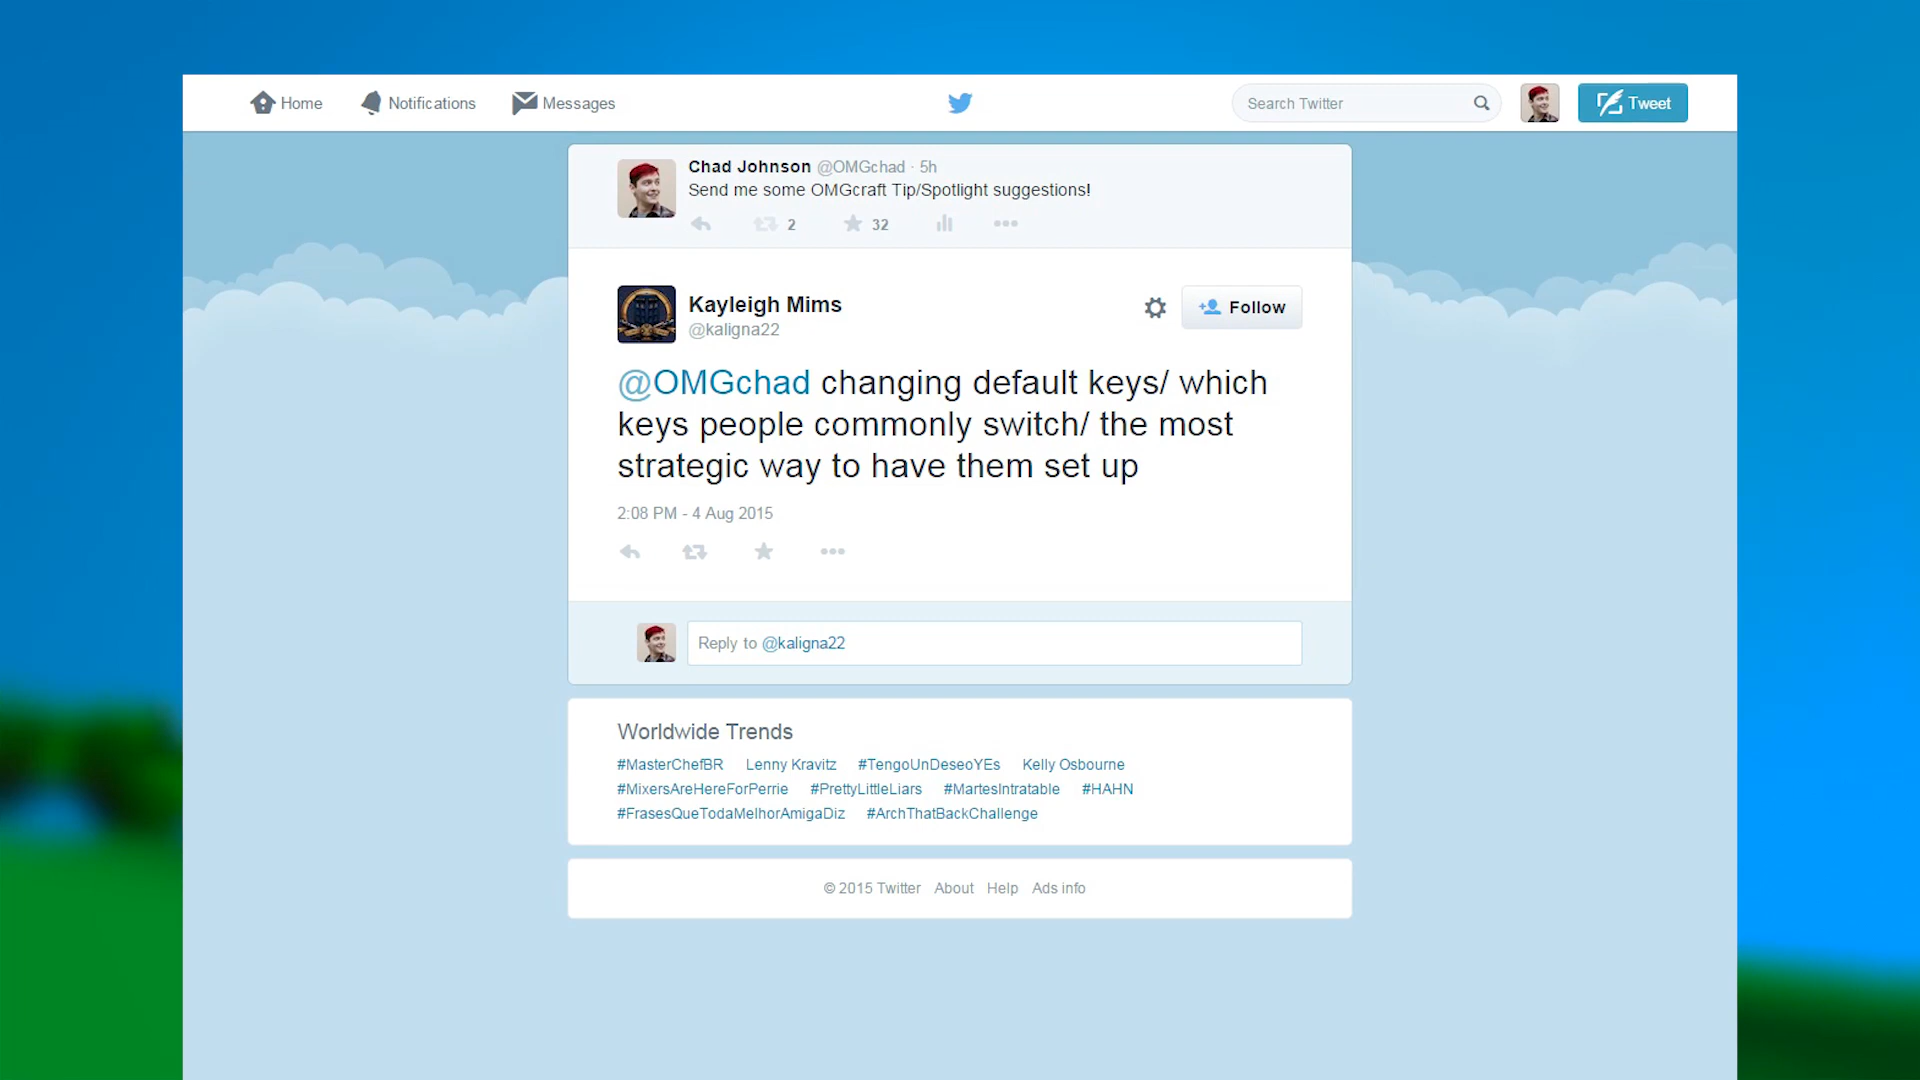 Home Notifications Messages Search Twitter Tweet
Chad Johnson @OMGchad · 5h
Send me some OMGcraft Tip/Spotlight suggestions!
2 32
Kayleigh Mims
@kaligna22
Follow
@OMGchad changing default keys/ which
keys people commonly switch/ the most
strategic way to have them set up
2:08 PM - 4 Aug 2015
Reply to @kaligna22
Worldwide Trends
#MasterChefBR Lenny Kravitz #TengoUnDeseoYEs Kelly Osbourne
#MixersAreHereForPerrie #PrettyLittleLiars #MartesIntratable #HAHN
#FrasesQueTodaMelhorAmigaDiz #ArchThatBackChallenge
© 2015 Twitter About Help Ads info